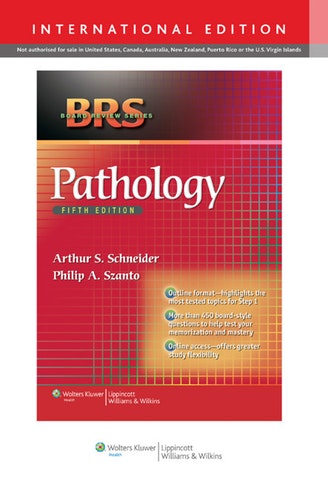 INTERNATIONAL EDITION
Not authorised for sale in United States, Canada, Australia, New Zealand, Puerto Rico or the U.S. Virgin Islands
BRS
BOARD REVIEW SERIES
Pathology
FIFTH EDITION
Arthur S. Schneider
Philip A. Szanto
Outline format—highlights the
most tested topics for Step 1
More than 450 board-style
questions to help test your
memorization and mastery
Online access—offers greater
study flexibility
Wolters Kluwer
Health
Lippincott
Williams & Wilkins
Wolters Kluwer
Health
Lippincott
Williams & Wilkins